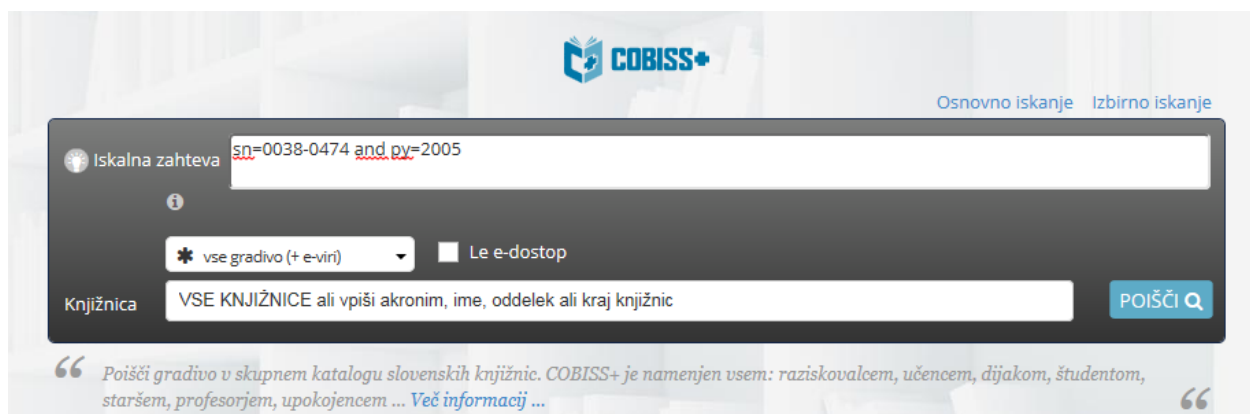 COBISS+
Osnovno iskanje Izbirno iskanje
Iskalna zahteva sn=0038-0474 and py=2005
vse gradivo (+ e-viri) Le e-dostop
Knjižnica VSE KNJIŽNICE ali vpiši akronim, ime, oddelek ali kraj knjižnic POIŠČI
“ Poišči gradivo v skupnem katalogu slovenskih knjižnic. COBISS+ je namenjen vsem: raziskovalcem, učencem, dijakom, študentom,
staršem, profesorjem, upokojencem ... Več informacij ... “